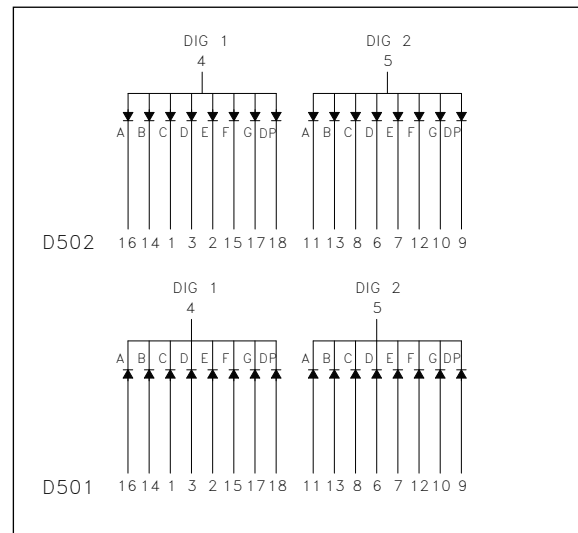 DIG 1 DIG 2
4 5
A B C D E F G DP A B C D E F G DP
D502 16 14 1 3 2 15 17 18 11 13 8 6 7 12 10 9
DIG 1 DIG 2
4 5
A B C D E F G DP A B C D E F G DP
D501 16 14 1 3 2 15 17 18 11 13 8 6 7 12 10 9